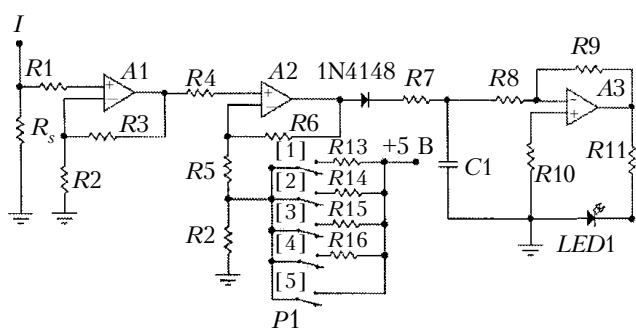 I
R1
A1
R4
A2
1N4148
R7
R8
R9
A3
Rs
R3
R6
[1]
R13
+5 В
R11
R5
[2]
R14
C1
R10
R2
[3]
R15
R2
[4]
R16
LED1
[5]
P1